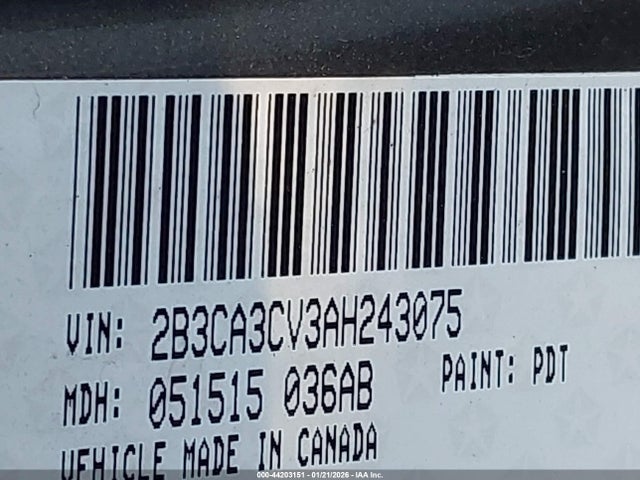 VIN: 2B3CA3CV3AH243075
MDH: 051515 036AB PAINT: PDT
VEHICLE MADE IN CANADA
000-44203151 - 01/21/2026 - IAA Inc.